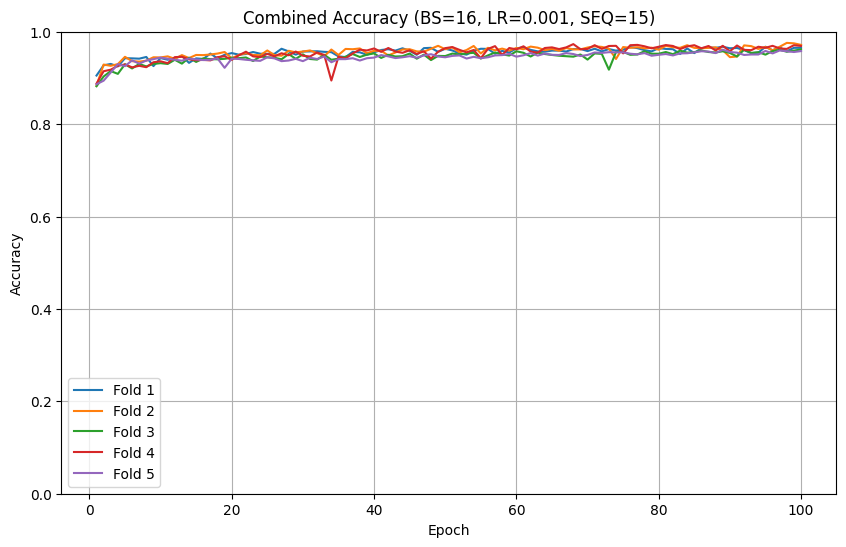 Combined Accuracy (BS=16, LR=0.001, SEQ=15)
1.0
0.8
0.6
0.4
0.2
0.0
Accuracy
Fold 1
Fold 2
Fold 3
Fold 4
Fold 5
0 20 40 60 80 100
Epoch